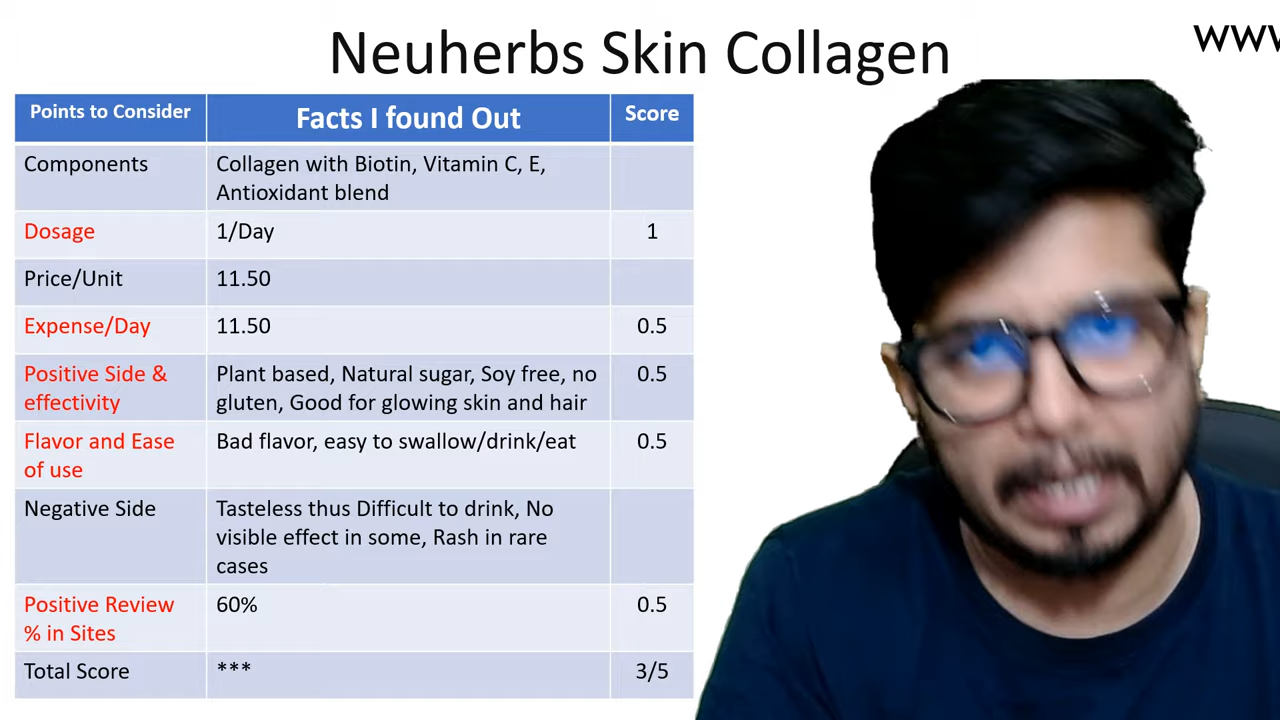 Neuherbs Skin Collagen
www
Points to Consider
Facts I found Out
Score
Components
Collagen with Biotin, Vitamin C, E,
Antioxidant blend
Dosage
1/Day
1
Price/Unit
11.50
Expense/Day
11.50
0.5
Positive Side &
effectivity
Plant based, Natural sugar, Soy free, no
gluten, Good for glowing skin and hair
0.5
Flavor and Ease
of use
Bad flavor, easy to swallow/drink/eat
0.5
Negative Side
Tasteless thus Difficult to drink, No
visible effect in some, Rash in rare
cases
Positive Review
% in Sites
60%
0.5
Total Score
***
3/5